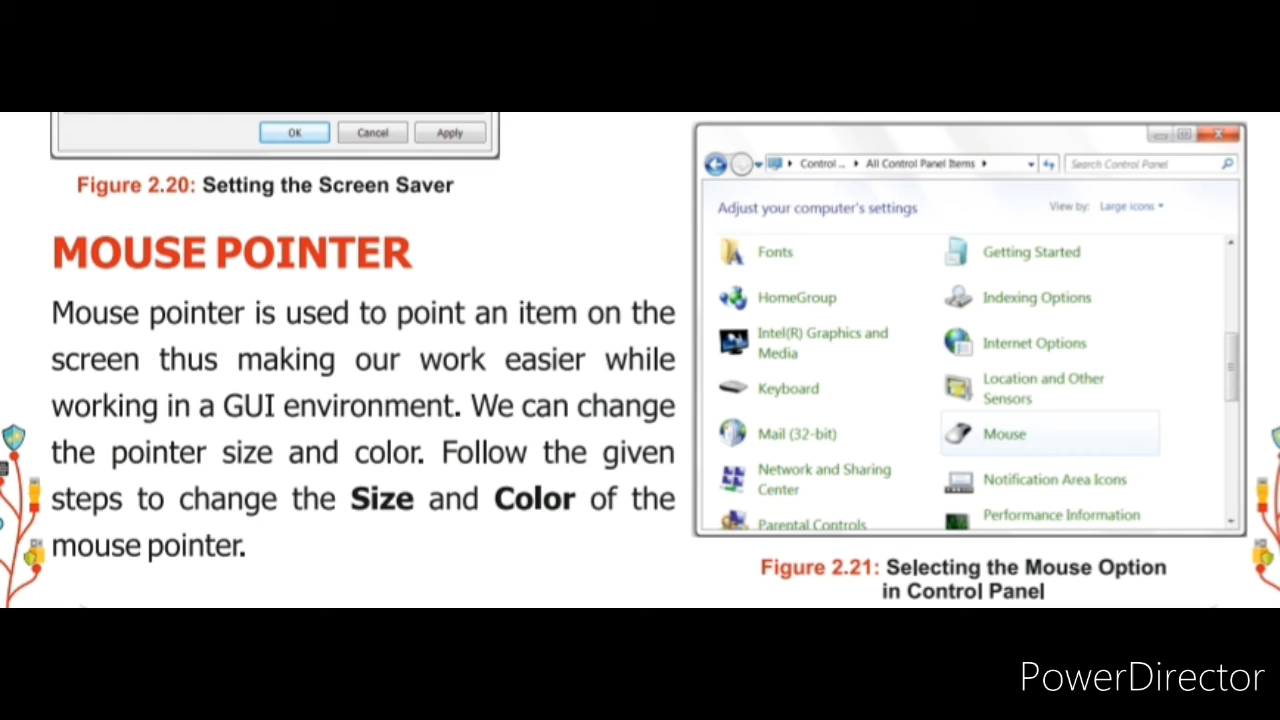 OK Cancel Apply
Figure 2.20: Setting the Screen Saver
MOUSE POINTER
Mouse pointer is used to point an item on the
screen thus making our work easier while
working in a GUI environment. We can change
the pointer size and color. Follow the given
steps to change the Size and Color of the
mouse pointer.
Control ... All Control Panel Items Search Control Panel
Adjust your computer's settings View by: Large icons
Fonts Getting Started
HomeGroup Indexing Options
Intel(R) Graphics and
Media
Internet Options
Keyboard
Location and Other
Sensors
Mail (32-bit) Mouse
Network and Sharing
Center
Notification Area Icons
Parental Controls Performance Information
Figure 2.21: Selecting the Mouse Option
in Control Panel
PowerDirector